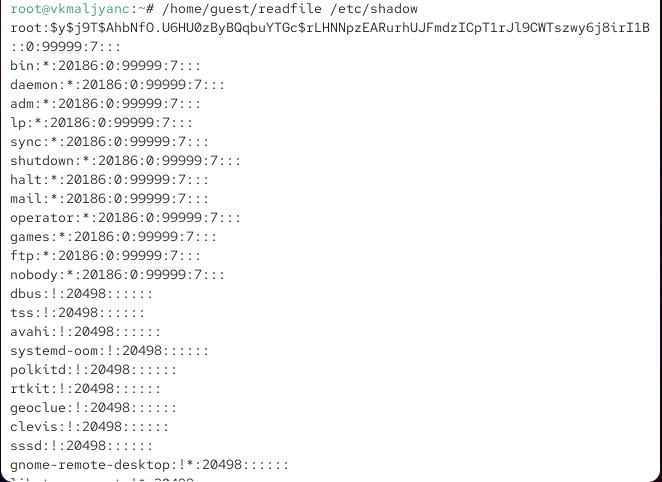 root@vkmaljyanc:~# /home/guest/readfile /etc/shadow
root:$y$j9T$AhbNfO.U6HU0zByBQqbuYTGc$rLHNNpzEARurhUJFmdzICpT1rJl9CWTszwy6j8irI1B
::0:99999:7:::
bin:*:20186:0:99999:7:::
daemon:*:20186:0:99999:7:::
adm:*:20186:0:99999:7:::
lp:*:20186:0:99999:7:::
sync:*:20186:0:99999:7:::
shutdown:*:20186:0:99999:7:::
halt:*:20186:0:99999:7:::
mail:*:20186:0:99999:7:::
operator:*:20186:0:99999:7:::
games:*:20186:0:99999:7:::
ftp:*:20186:0:99999:7:::
nobody:*:20186:0:99999:7:::
dbus:!:20498::::::
tss:!:20498::::::
avahi:!:20498::::::
systemd-oom:!:20498::::::
polkitd:!:20498::::::
rtkit:!:20498::::::
geoclue:!:20498::::::
clevis:!:20498::::::
sssd:!:20498::::::
gnome-remote-desktop:!*:20498::::::